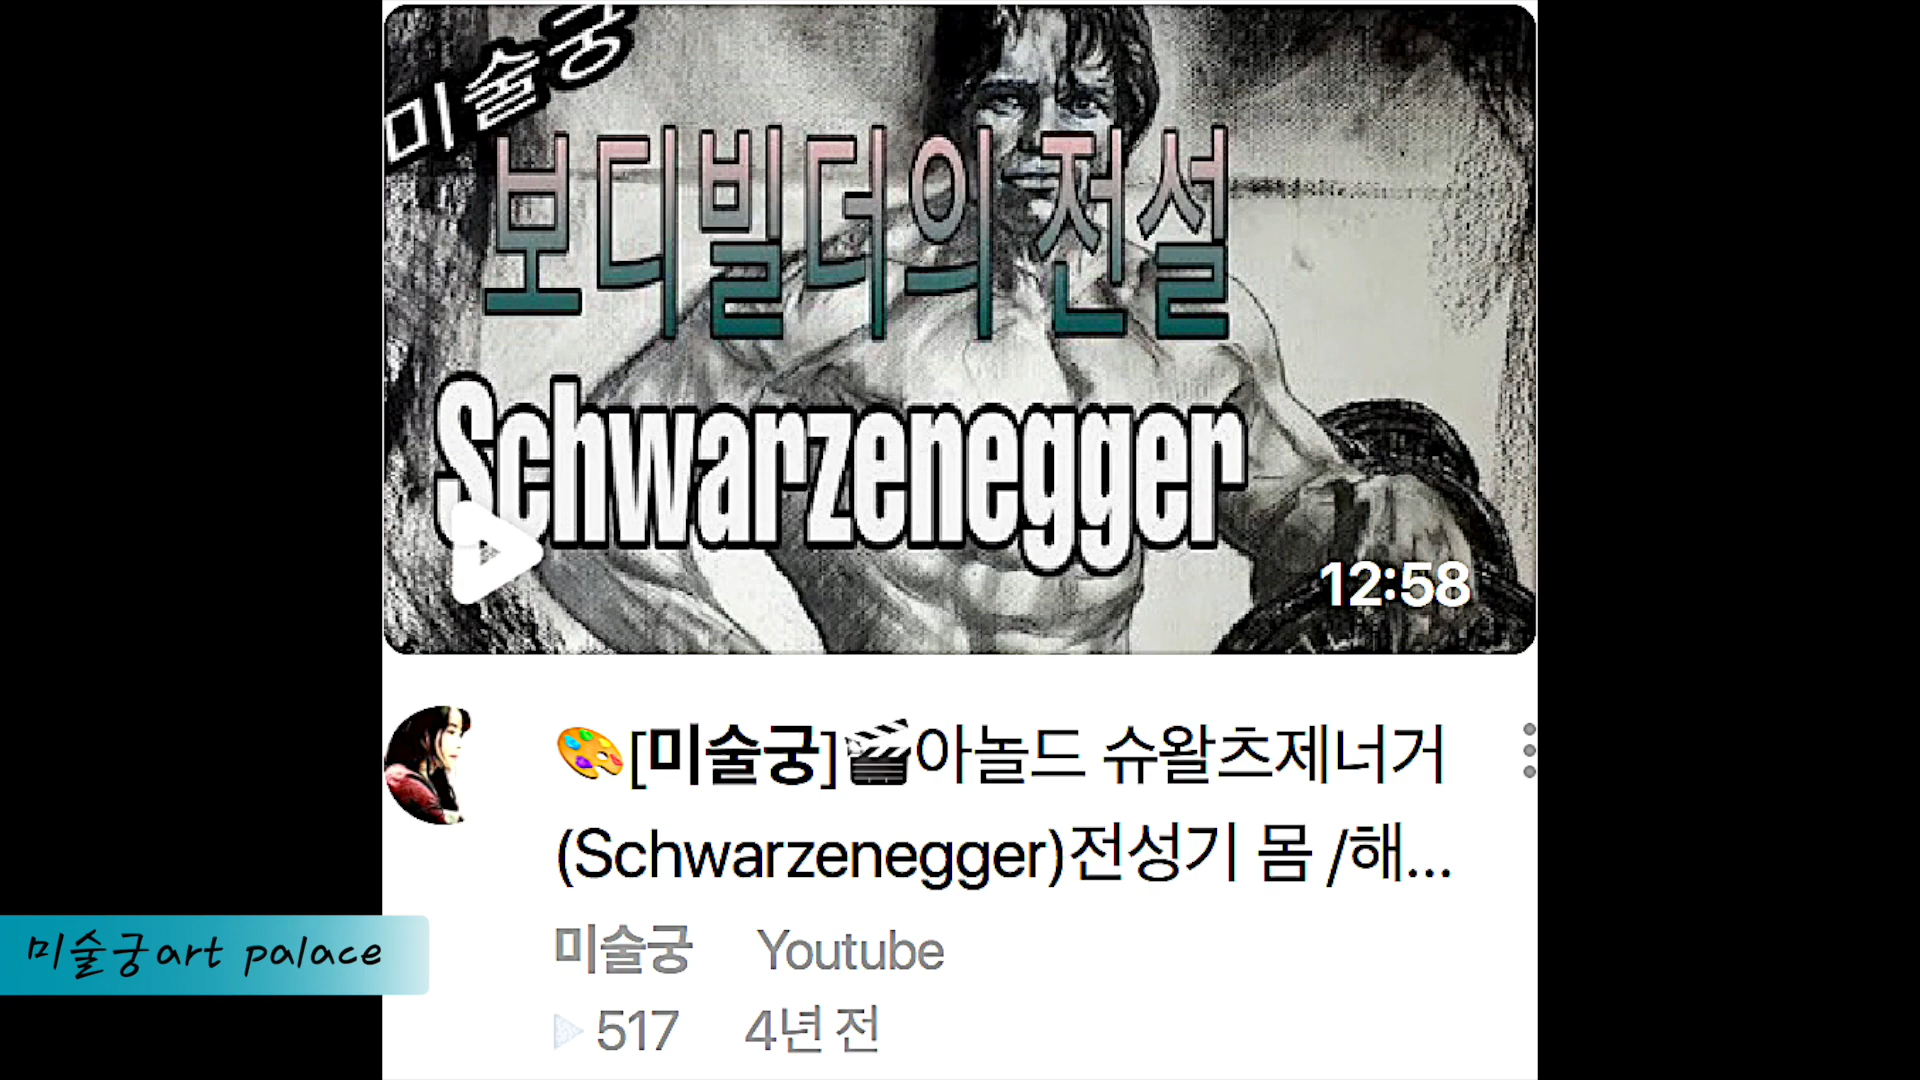 미술궁
보디빌더의 전설
Schwarzenegger
12:58
🎨[미술궁]🎬아놀드 슈왈츠제너거
(Schwarzenegger)전성기 몸 /해...
미술궁 Youtube
517 4년 전
미술궁art palace